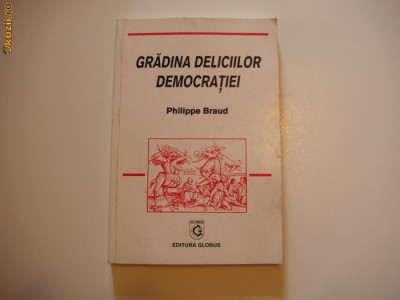 GRĂDINA DELICIILOR
DEMOCRAȚIEI
Philippe Braud
EDITURA GLOBUS